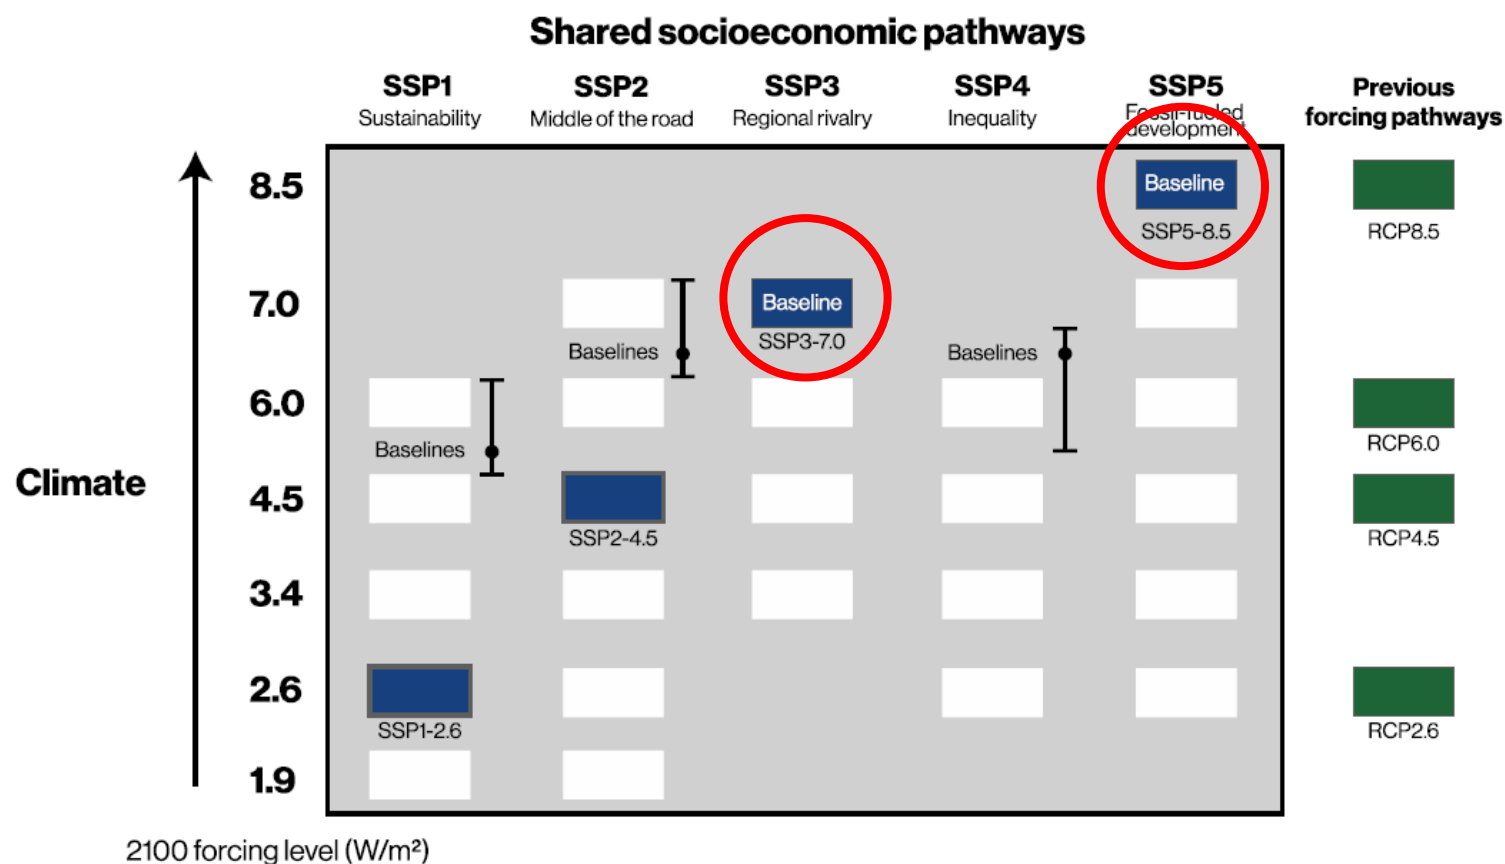 Shared socioeconomic pathways
SSP1
Sustainability
SSP2
Middle of the road
SSP3
Regional rivalry
SSP4
Inequality
SSP5
Fossil-fueled
development
Previous
forcing pathways
8.5
Baseline
SSP5-8.5
RCP8.5
7.0
Baseline
SSP3-7.0
Baselines
Baselines
6.0
RCP6.0
Baselines
Climate
4.5
SSP2-4.5
RCP4.5
3.4
2.6
SSP1-2.6
RCP2.6
1.9
2100 forcing level (W/m²)